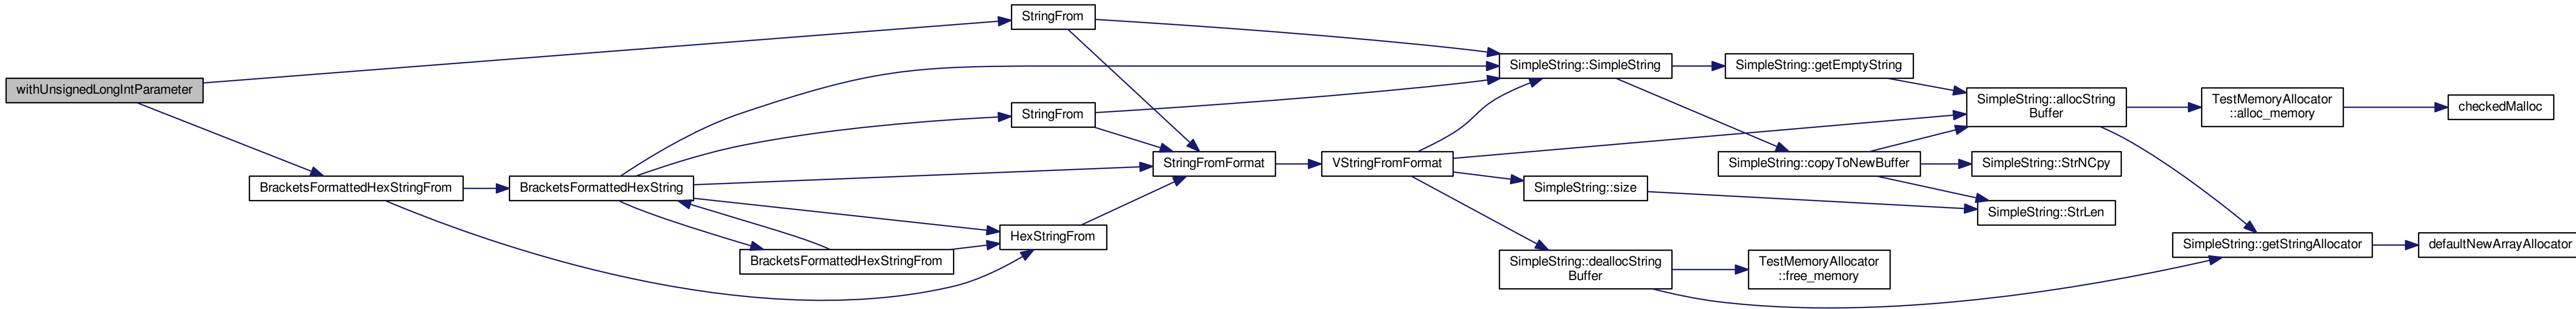 withUnsignedLongIntParameter
BracketsFormattedHexStringFrom
BracketsFormattedHexString
BracketsFormattedHexStringFrom
StringFrom
StringFrom
HexStringFrom
StringFromFormat
VStringFromFormat
SimpleString::SimpleString
SimpleString::size
SimpleString::deallocString
Buffer
SimpleString::getEmptyString
SimpleString::copyToNewBuffer
TestMemoryAllocator
::free_memory
SimpleString::allocString
Buffer
SimpleString::StrNCpy
SimpleString::StrLen
TestMemoryAllocator
::alloc_memory
SimpleString::getStringAllocator
checkedMalloc
defaultNewArrayAllocator